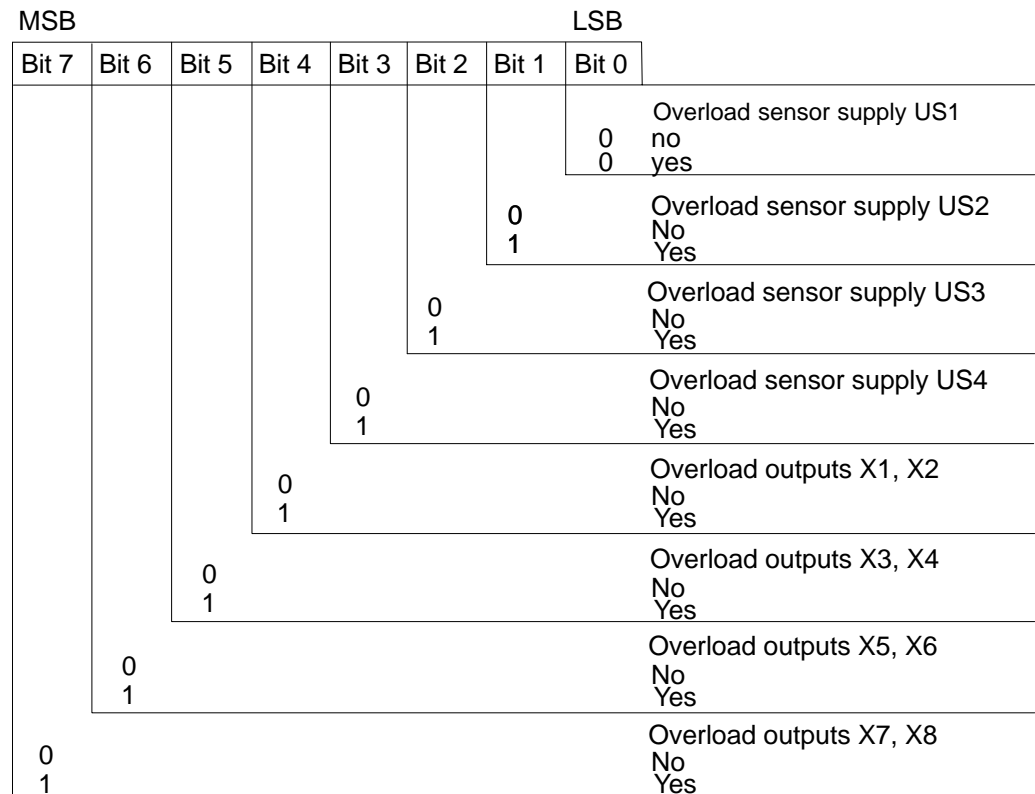 MSB LSB
Bit 7 Bit 6 Bit 5 Bit 4 Bit 3 Bit 2 Bit 1 Bit 0
Overload sensor supply US1
0 no
0 yes
Overload sensor supply US2
0 No
1 Yes
Overload sensor supply US3
0 No
1 Yes
Overload sensor supply US4
0 No
1 Yes
Overload outputs X1, X2
0 No
1 Yes
Overload outputs X3, X4
0 No
1 Yes
Overload outputs X5, X6
0 No
1 Yes
Overload outputs X7, X8
0 No
1 Yes